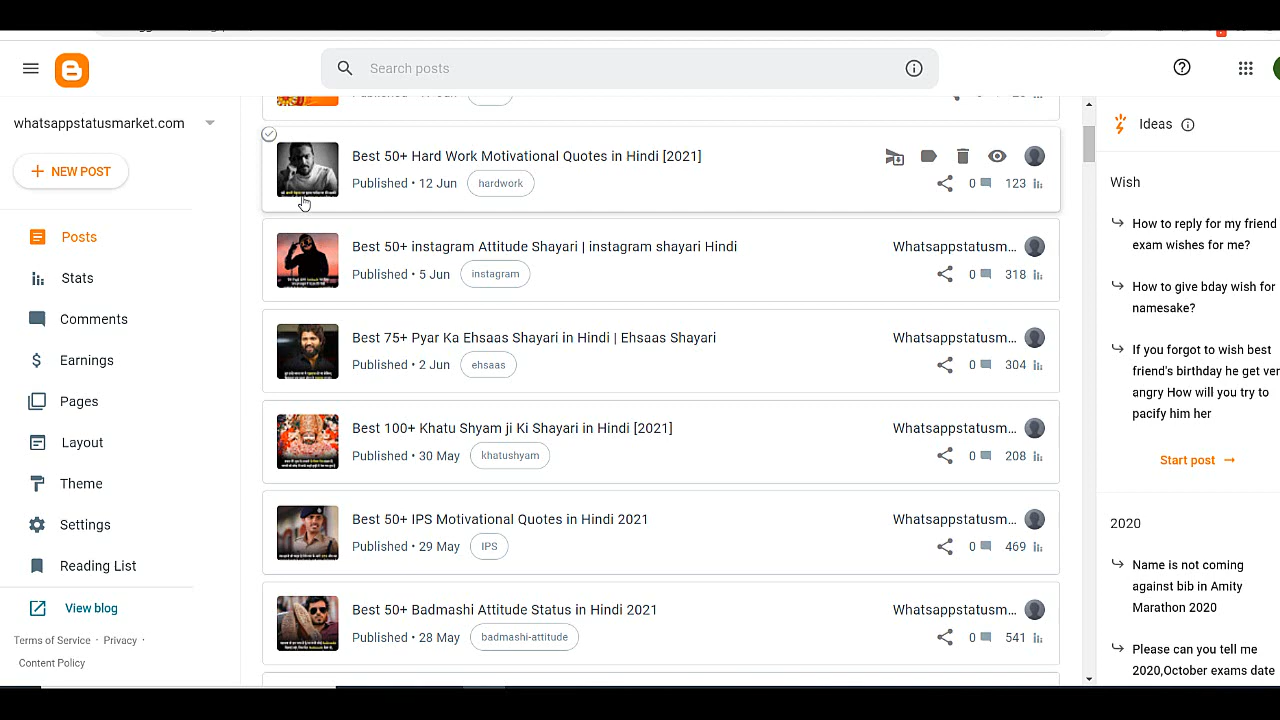 Search posts
whatsappstatusmarket.com
NEW POST
Posts
Stats
Comments
Earnings
Pages
Layout
Theme
Settings
Reading List
View blog
Terms of Service · Privacy ·
Content Policy
Best 50+ Hard Work Motivational Quotes in Hindi [2021]
Published • 12 Jun hardwork
0 123
Best 50+ instagram Attitude Shayari | instagram shayari Hindi
Whatsappstatusm...
Published • 5 Jun instagram
0 318
Best 75+ Pyar Ka Ehsaas Shayari in Hindi | Ehsaas Shayari
Whatsappstatusm...
Published • 2 Jun ehsaas
0 304
Best 100+ Khatu Shyam ji Ki Shayari in Hindi [2021]
Whatsappstatusm...
Published • 30 May khatushyam
0 208
Best 50+ IPS Motivational Quotes in Hindi 2021
Whatsappstatusm...
Published • 29 May IPS
0 469
Best 50+ Badmashi Attitude Status in Hindi 2021
Whatsappstatusm...
Published • 28 May badmashi-attitude
0 541
Ideas
Wish
How to reply for my friend
exam wishes for me?
How to give bday wish for
namesake?
If you forgot to wish best
friend's birthday he get ver
angry How will you try to
pacify him her
Start post →
2020
Name is not coming
against bib in Amity
Marathon 2020
Please can you tell me
2020,October exams date